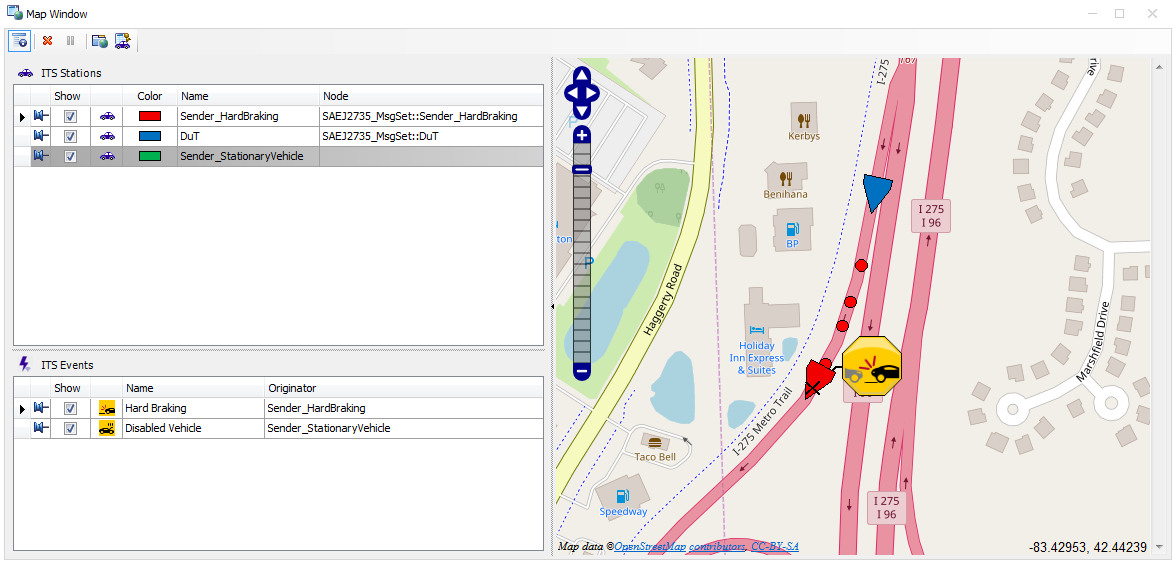 Map Window
ITS Stations
Show Color Name Node
Sender_HardBraking SAEJ2735_MsgSet::Sender_HardBraking
DuT SAEJ2735_MsgSet::DuT
Sender_StationaryVehicle
ITS Events
Show Name Originator
Hard Braking Sender_HardBraking
Disabled Vehicle Sender_StationaryVehicle
I-275
Kerbys
Benihana
BP
I 275
I 96
P
Haggerty Road
Holiday
Inn Express
& Suites
Marshfield Drive
I-275 Metro Trail
Taco Bell
Speedway
I 275
I 96
Map data ©OpenStreetMap contributors, CC-BY-SA
-83.42953, 42.44239